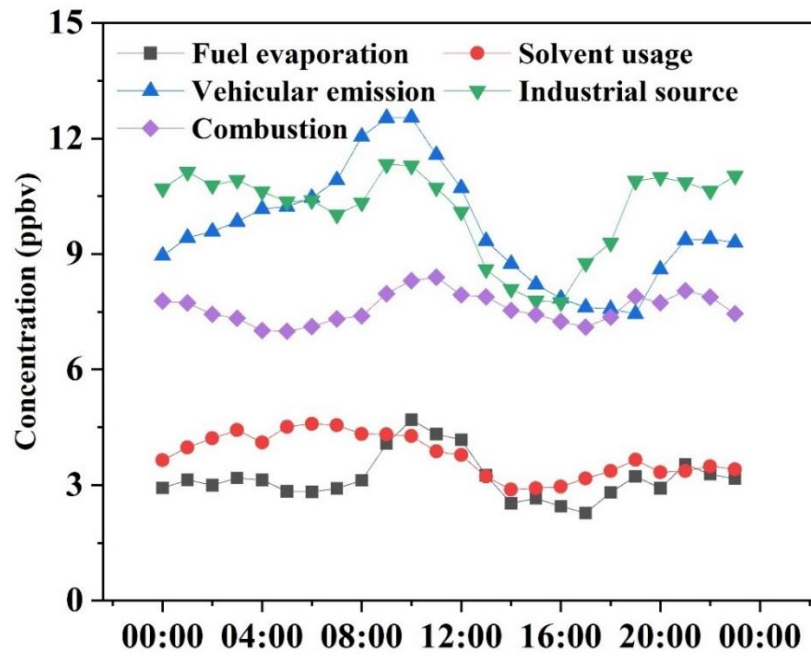 15
12
9
6
3
0
Concentration (ppbv)
Fuel evaporation
Solvent usage
Vehicular emission
Industrial source
Combustion
00:00 04:00 08:00 12:00 16:00 20:00 00:00